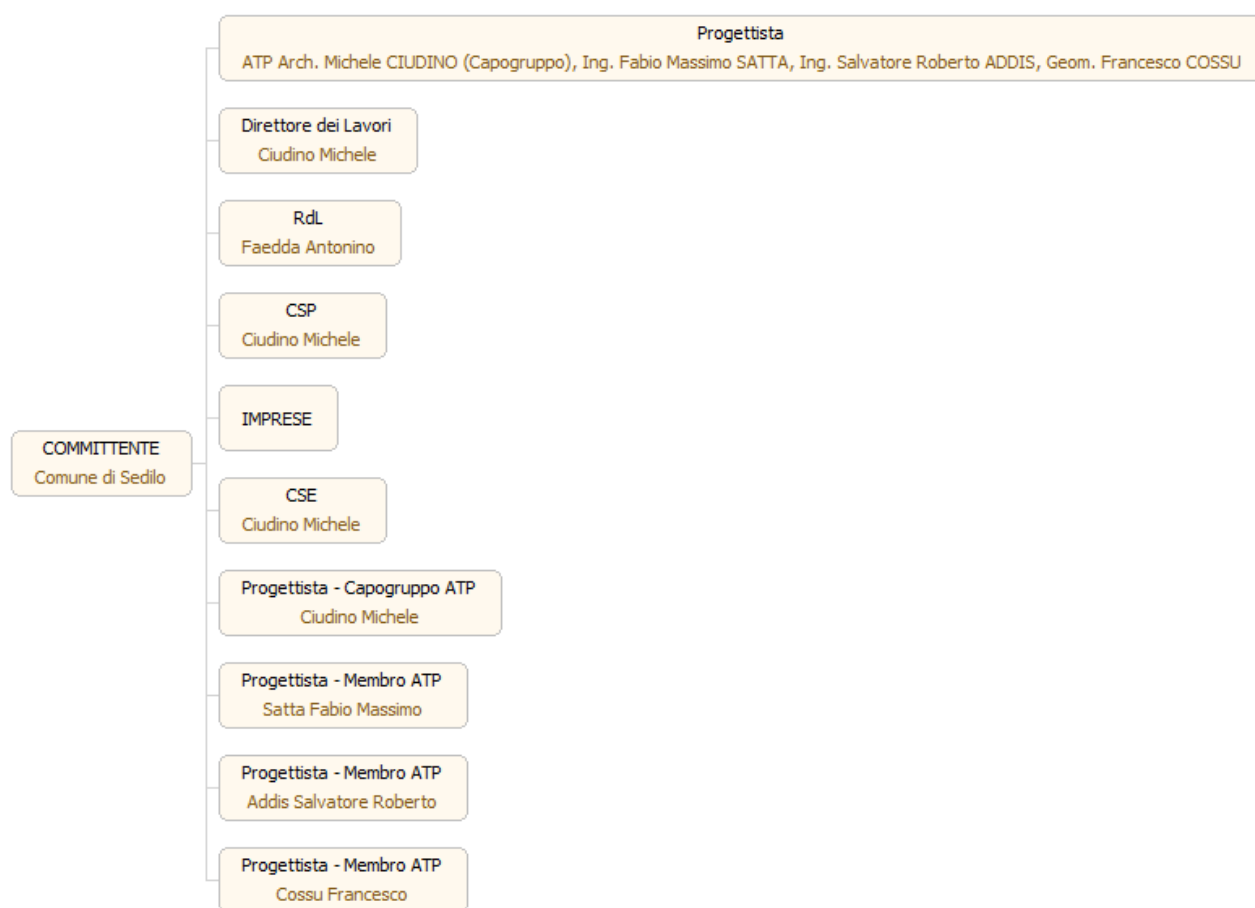 Progettista
ATP Arch. Michele CIUDINO (Capogruppo), Ing. Fabio Massimo SATTA, Ing. Salvatore Roberto ADDIS, Geom. Francesco COSSU
Direttore dei Lavori
Ciudino Michele
RdL
Faedda Antonino
CSP
Ciudino Michele
IMPRESE
COMMITTENTE
Comune di Sedilo
CSE
Ciudino Michele
Progettista - Capogruppo ATP
Ciudino Michele
Progettista - Membro ATP
Satta Fabio Massimo
Progettista - Membro ATP
Addis Salvatore Roberto
Progettista - Membro ATP
Cossu Francesco